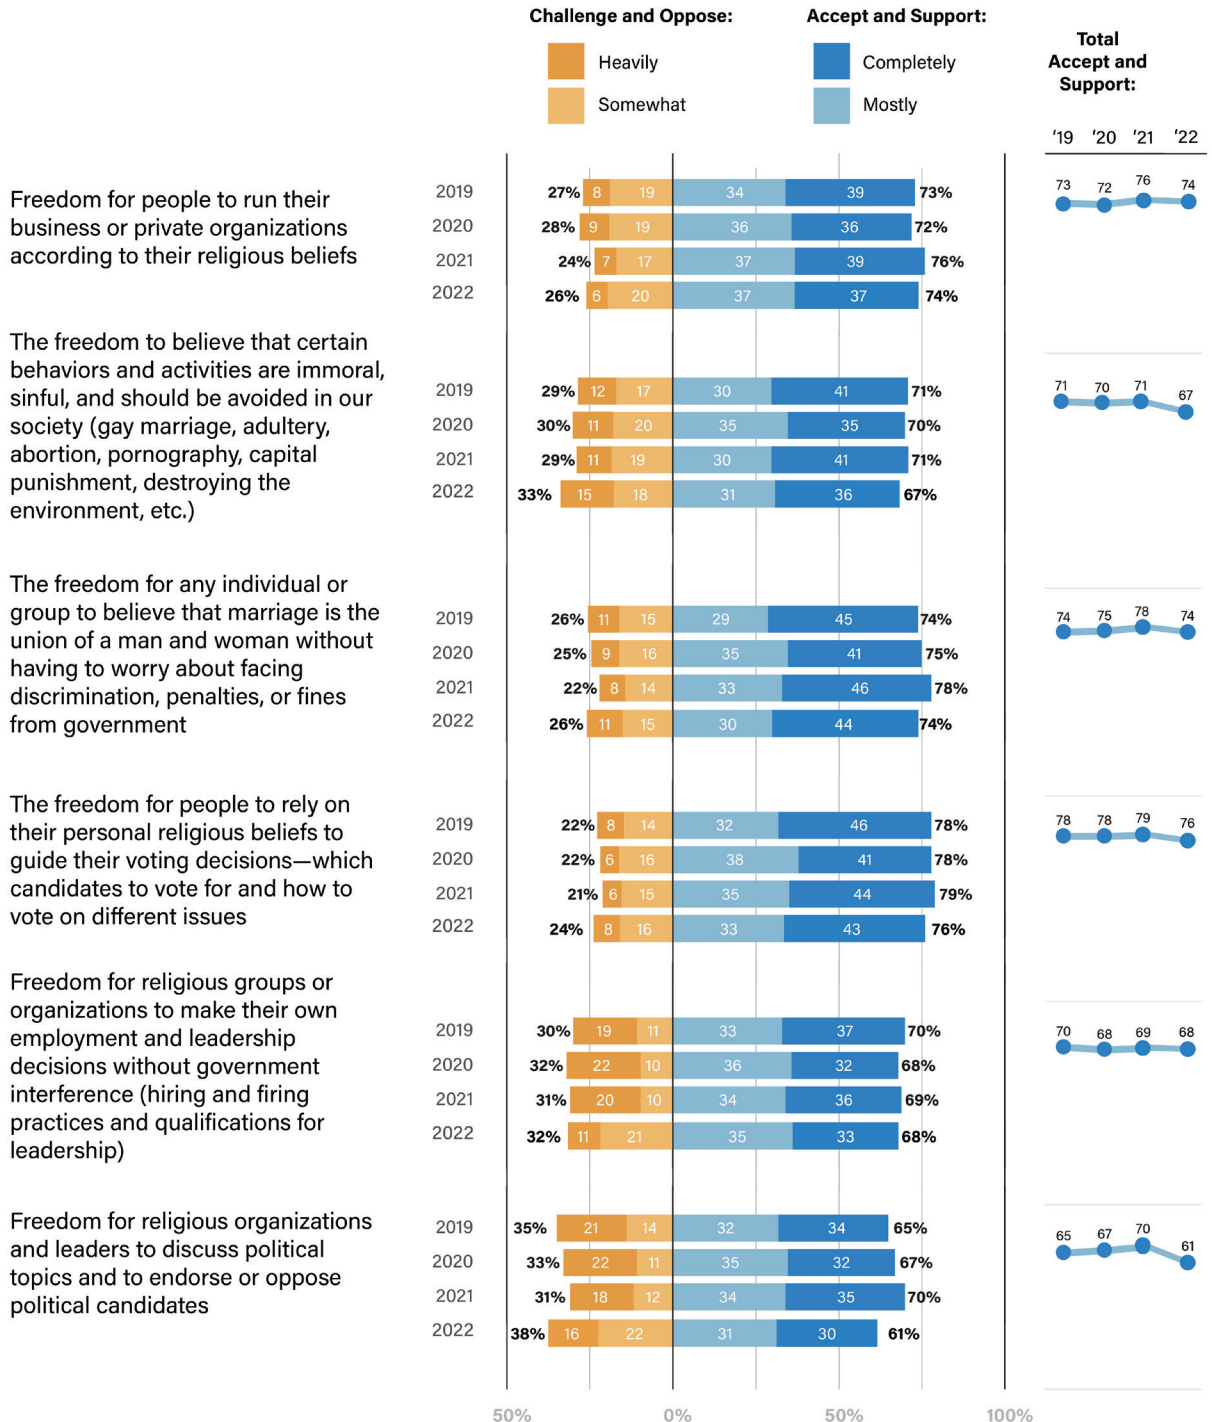 Challenge and Oppose:
Accept and Support:
Heavily
Completely
Somewhat
Mostly
Total
Accept and
Support:
'19 '20 '21 '22
Freedom for people to run their
business or private organizations
according to their religious beliefs
2019 27% 8 19 34 39 73%
2020 28% 9 19 36 36 72%
2021 24% 7 17 37 39 76%
2022 26% 6 20 37 37 74%
73 72 76 74
The freedom to believe that certain
behaviors and activities are immoral,
sinful, and should be avoided in our
society (gay marriage, adultery,
abortion, pornography, capital
punishment, destroying the
environment, etc.)
2019 29% 12 17 30 41 71%
2020 30% 11 20 35 35 70%
2021 29% 11 19 30 41 71%
2022 33% 15 18 31 36 67%
71 70 71 67
The freedom for any individual or
group to believe that marriage is the
union of a man and woman without
having to worry about facing
discrimination, penalties, or fines
from government
2019 26% 11 15 29 45 74%
2020 25% 9 16 35 41 75%
2021 22% 8 14 33 46 78%
2022 26% 11 15 30 44 74%
74 75 78 74
The freedom for people to rely on
their personal religious beliefs to
guide their voting decisions—which
candidates to vote for and how to
vote on different issues
2019 22% 8 14 32 46 78%
2020 22% 6 16 38 41 78%
2021 21% 6 15 35 44 79%
2022 24% 8 16 33 43 76%
78 78 79 76
Freedom for religious groups or
organizations to make their own
employment and leadership
decisions without government
interference (hiring and firing
practices and qualifications for
leadership)
2019 30% 19 11 33 37 70%
2020 32% 22 10 36 32 68%
2021 31% 20 10 34 36 69%
2022 32% 11 21 35 33 68%
70 68 69 68
Freedom for religious organizations
and leaders to discuss political
topics and to endorse or oppose
political candidates
2019 35% 21 14 32 34 65%
2020 33% 22 11 35 32 67%
2021 31% 18 12 34 35 70%
2022 38% 16 22 31 30 61%
65 67 70 61
50% 0% 50% 100%